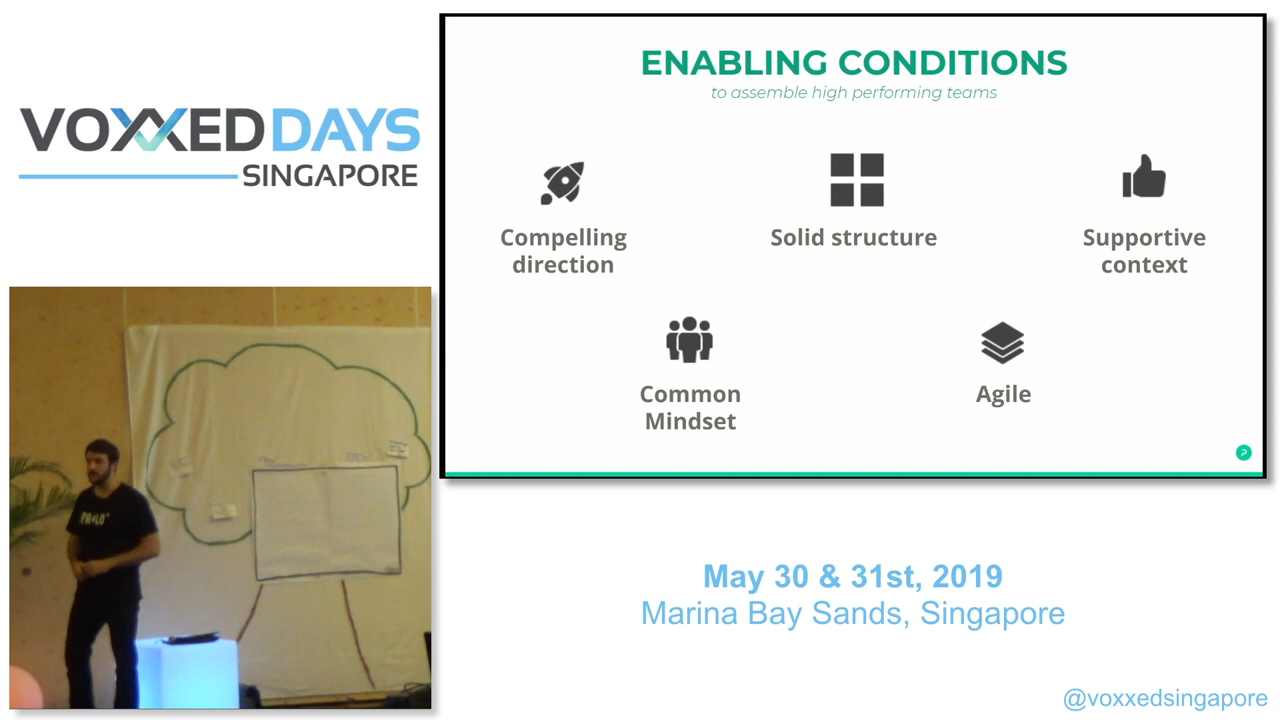 VOXXED DAYS
SINGAPORE
ENABLING CONDITIONS
to assemble high performing teams
Compelling
direction
Solid structure
Supportive
context
Common
Mindset
Agile
May 30 & 31st, 2019
Marina Bay Sands, Singapore
@voxxedsingapore